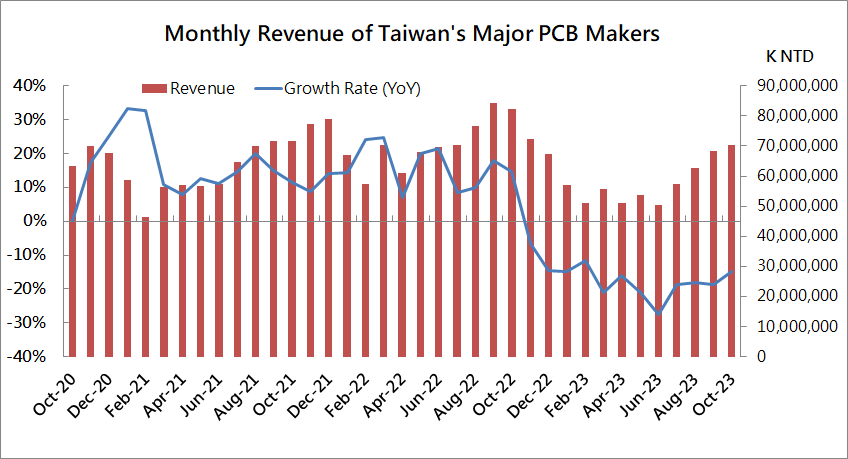 Monthly Revenue of Taiwan's Major PCB Makers
K NTD
Revenue
Growth Rate (YoY)
40%
30%
20%
10%
0%
-10%
-20%
-30%
-40%
90,000,000
80,000,000
70,000,000
60,000,000
50,000,000
40,000,000
30,000,000
20,000,000
10,000,000
0
Oct-20
Dec-20
Feb-21
Apr-21
Jun-21
Aug-21
Oct-21
Dec-21
Feb-22
Apr-22
Jun-22
Aug-22
Oct-22
Dec-22
Feb-23
Apr-23
Jun-23
Aug-23
Oct-23